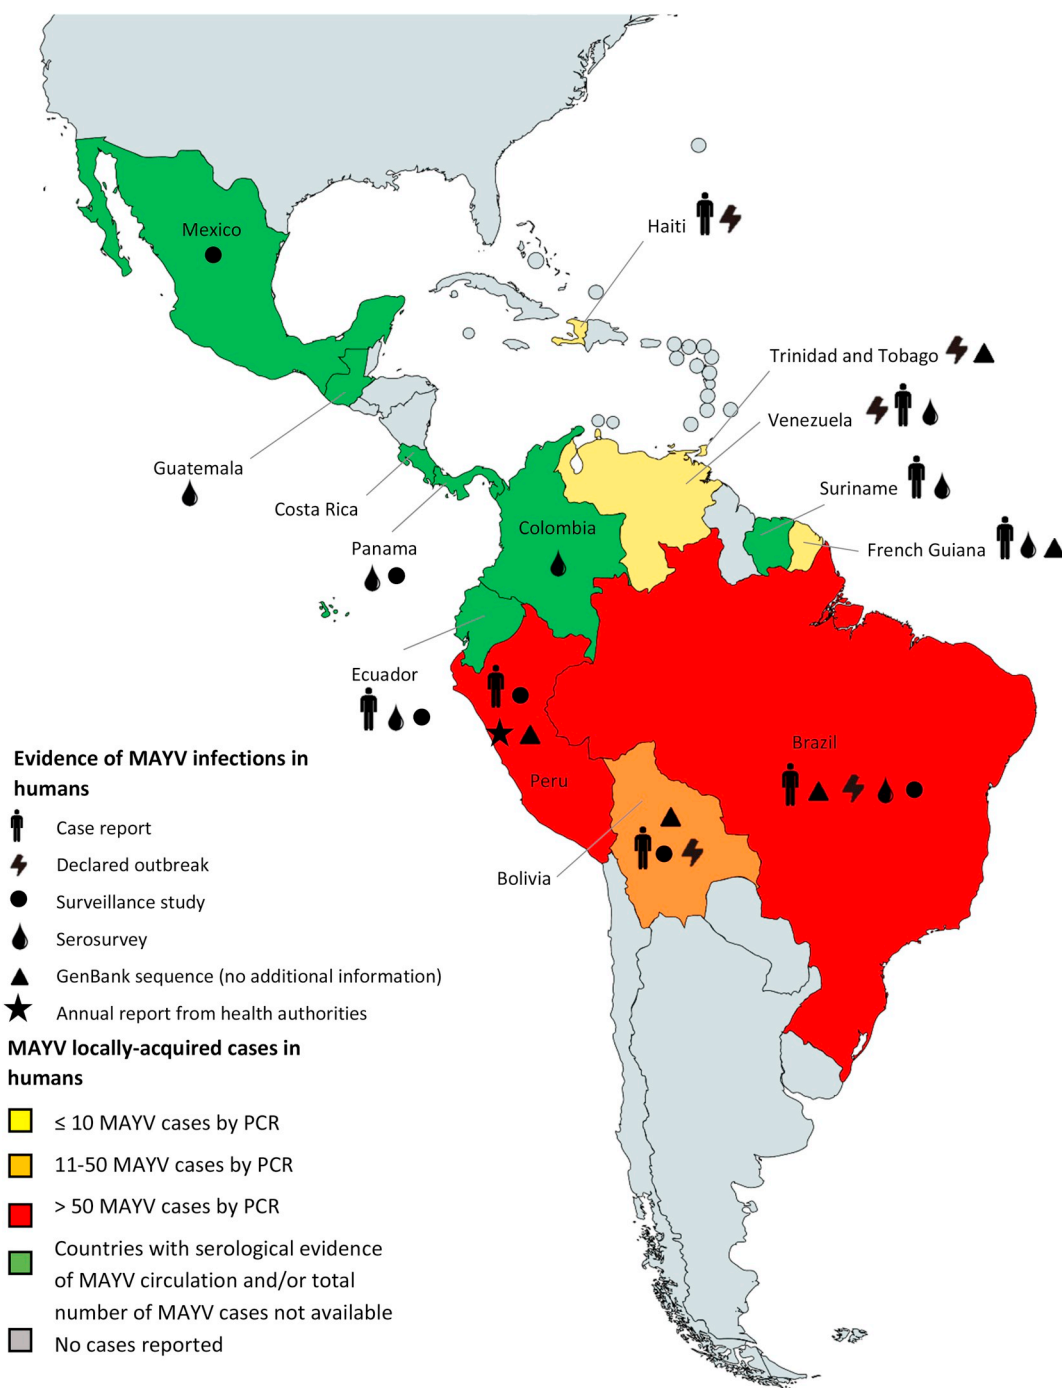 Mexico
Haiti
Trinidad and Tobago
Venezuela
Guatemala
Suriname
Costa Rica
Colombia
Panama
French Guiana
Ecuador
Brazil
Peru
Bolivia
Evidence of MAYV infections in
humans
Case report
Declared outbreak
Surveillance study
Serosurvey
GenBank sequence (no additional information)
Annual report from health authorities
MAYV locally-acquired cases in
humans
≤ 10 MAYV cases by PCR
11-50 MAYV cases by PCR
> 50 MAYV cases by PCR
Countries with serological evidence
of MAYV circulation and/or total
number of MAYV cases not available
No cases reported